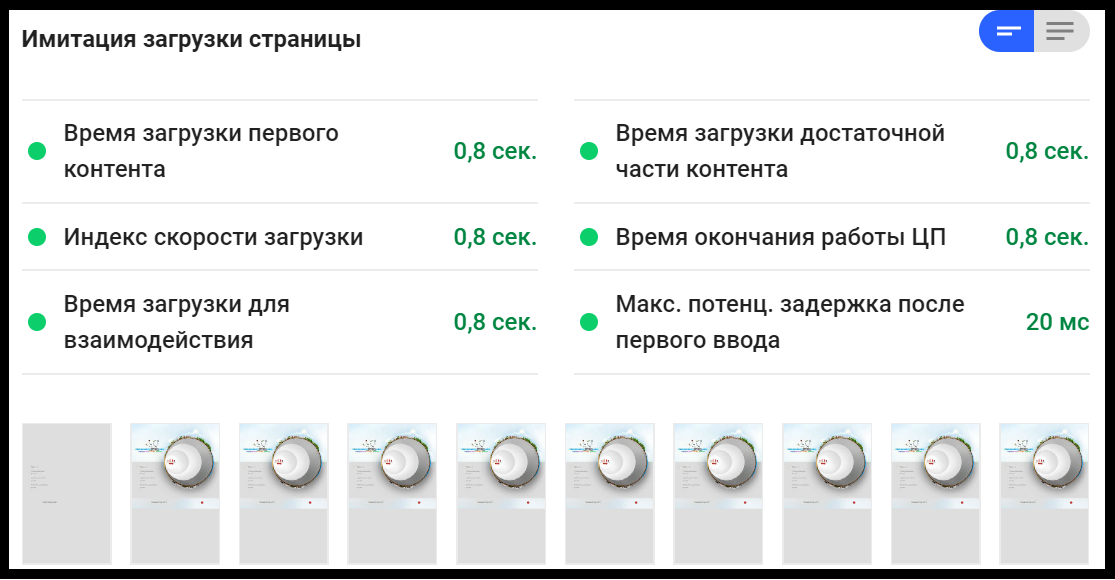 Имитация загрузки страницы
Время загрузки первого
контента
0,8 сек.
Время загрузки достаточной
части контента
0,8 сек.
Индекс скорости загрузки
0,8 сек.
Время окончания работы ЦП
0,8 сек.
Время загрузки для
взаимодействия
0,8 сек.
Макс. потенц. задержка после
первого ввода
20 мс